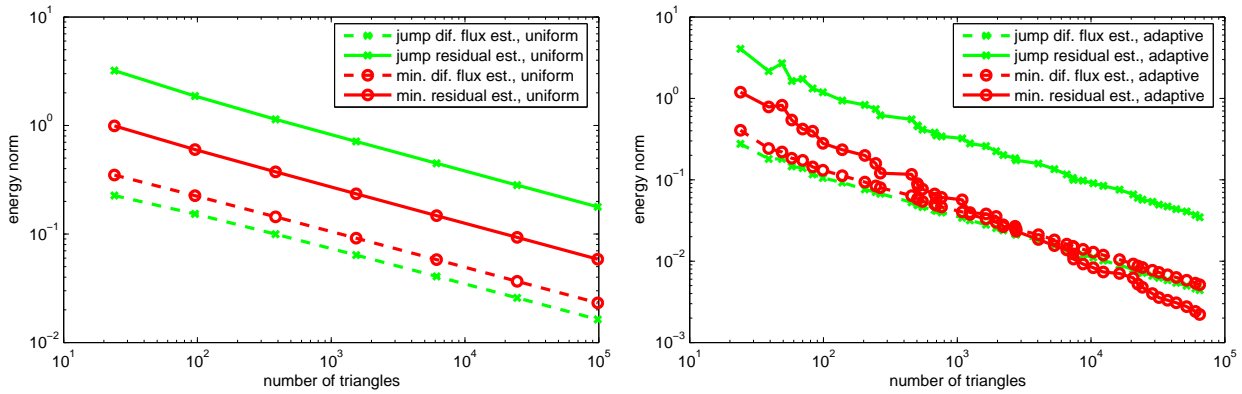 10^1
10^0
10^-1
10^-2
energy norm
10^1 10^2 10^3 10^4 10^5
number of triangles
jump dif. flux est., uniform
jump residual est., uniform
min. dif. flux est., uniform
min. residual est., uniform
10^1
10^0
10^-1
10^-2
10^-3
energy norm
10^1 10^2 10^3 10^4 10^5
number of triangles
jump dif. flux est., adaptive
jump residual est., adaptive
min. dif. flux est., adaptive
min. residual est., adaptive